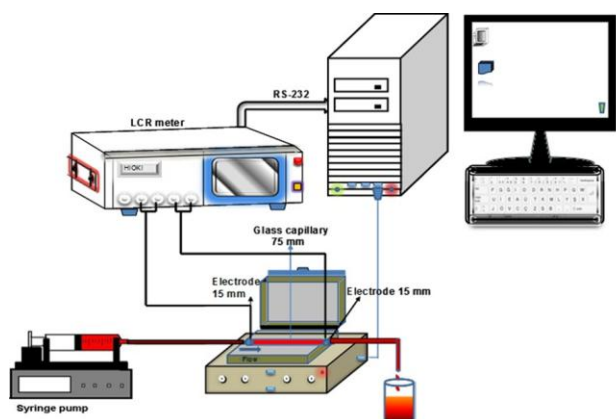 RS-232
LCR meter
HIOKI
Glass capillary
75 mm
Electrode
15 mm
Electrode 15 mm
Flow
Syringe pump